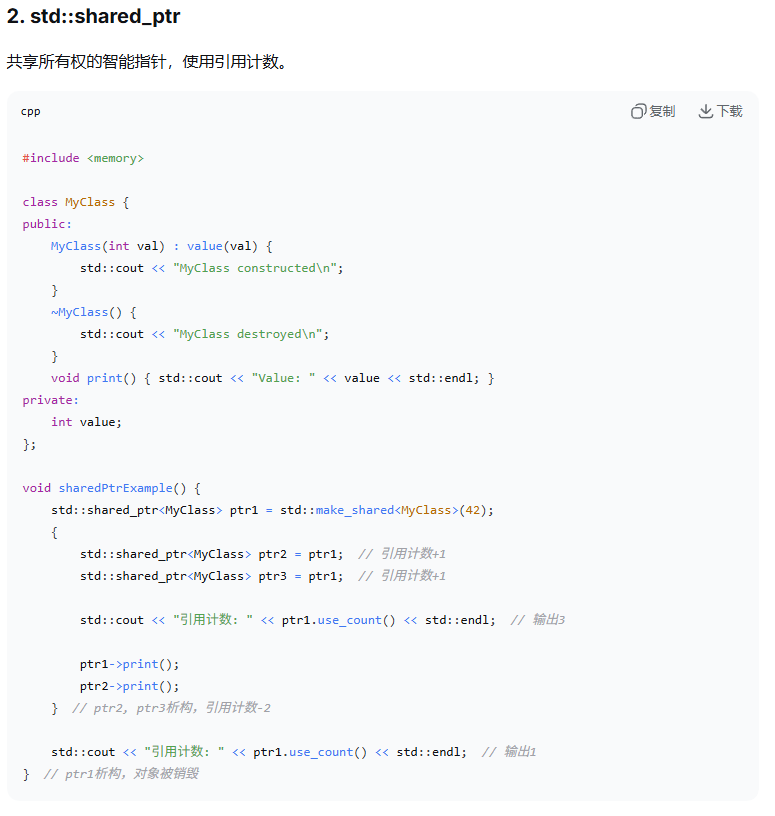 2. std::shared_ptr
共享所有权的智能指针，使用引用计数。
cpp
复制
下载
#include <memory>
class MyClass {
public:
    MyClass(int val) : value(val) {
        std::cout << "MyClass constructed\n";
    }
    ~MyClass() {
        std::cout << "MyClass destroyed\n";
    }
    void print() { std::cout << "Value: " << value << std::endl; }
private:
    int value;
};
void sharedPtrExample() {
    std::shared_ptr<MyClass> ptr1 = std::make_shared<MyClass>(42);
    {
        std::shared_ptr<MyClass> ptr2 = ptr1;  // 引用计数+1
        std::shared_ptr<MyClass> ptr3 = ptr1;  // 引用计数+1
        std::cout << "引用计数: " << ptr1.use_count() << std::endl;  // 输出3
        ptr1->print();
        ptr2->print();
    }  // ptr2, ptr3析构，引用计数-2
    std::cout << "引用计数: " << ptr1.use_count() << std::endl;  // 输出1
}  // ptr1析构，对象被销毁